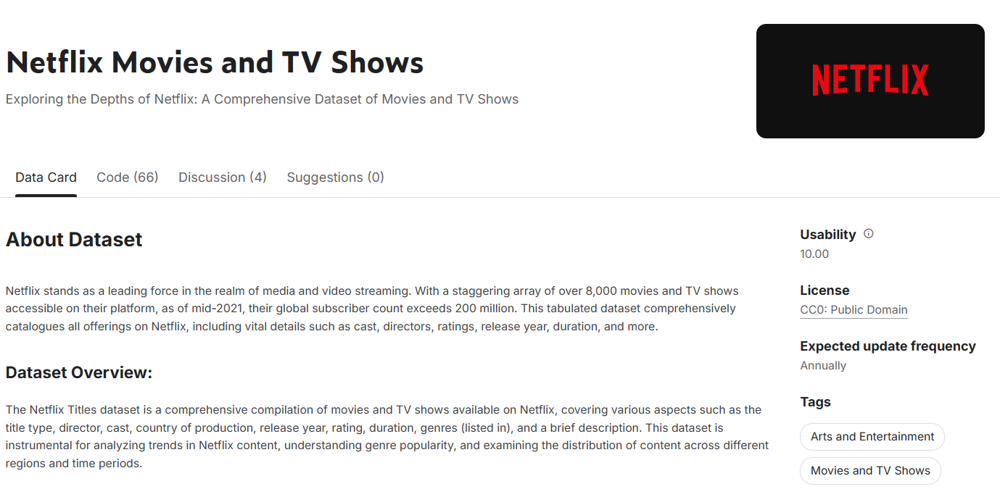 Netflix Movies and TV Shows
Exploring the Depths of Netflix: A Comprehensive Dataset of Movies and TV Shows
NETFLIX
Data Card
Code (66)
Discussion (4)
Suggestions (0)
About Dataset
Netflix stands as a leading force in the realm of media and video streaming. With a staggering array of over 8,000 movies and TV shows
accessible on their platform, as of mid-2021, their global subscriber count exceeds 200 million. This tabulated dataset comprehensively
catalogues all offerings on Netflix, including vital details such as cast, directors, ratings, release year, duration, and more.
Dataset Overview:
The Netflix Titles dataset is a comprehensive compilation of movies and TV shows available on Netflix, covering various aspects such as the
title type, director, cast, country of production, release year, rating, duration, genres (listed in), and a brief description. This dataset is
instrumental for analyzing trends in Netflix content, understanding genre popularity, and examining the distribution of content across different
regions and time periods.
Usability
10.00
License
CC0: Public Domain
Expected update frequency
Annually
Tags
Arts and Entertainment
Movies and TV Shows